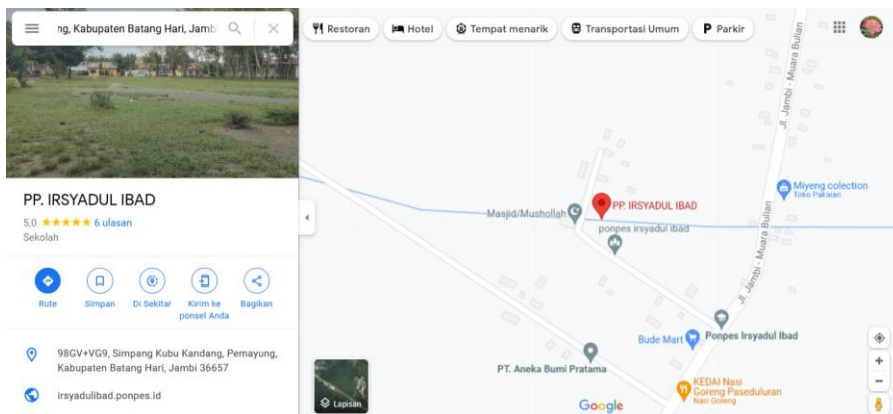 ng, Kabupaten Batang Hari, Jamb
Restoran
Hotel
Tempat menarik
Transportasi Umum
P Parkir
PP. IRSYADUL IBAD
5,0 ★★★★★ 6 ulasan
Sekolah
Rute
Simpan
Di Sekitar
Kirim ke
ponsel Anda
Bagikan
98GV+VG9, Simpang Kubu Kandang, Pemayung,
Kabupaten Batang Hari, Jambi 36657
irsyadulibad.ponpes.id
Lapisan
Jl. Jambi - Muara Bulian
Miyeng colection
Toko Pakaian
PP. IRSYADUL IBAD
Masjid/Mushollah
ponpes irsyadul ibad
Jl. Jambi - Muara Bulian
Bude Mart
Ponpes Irsyadul Ibad
PT. Aneka Bumi Pratama
KEDAI Nasi
Goreng Paseduluran
Nasi Goreng
Google